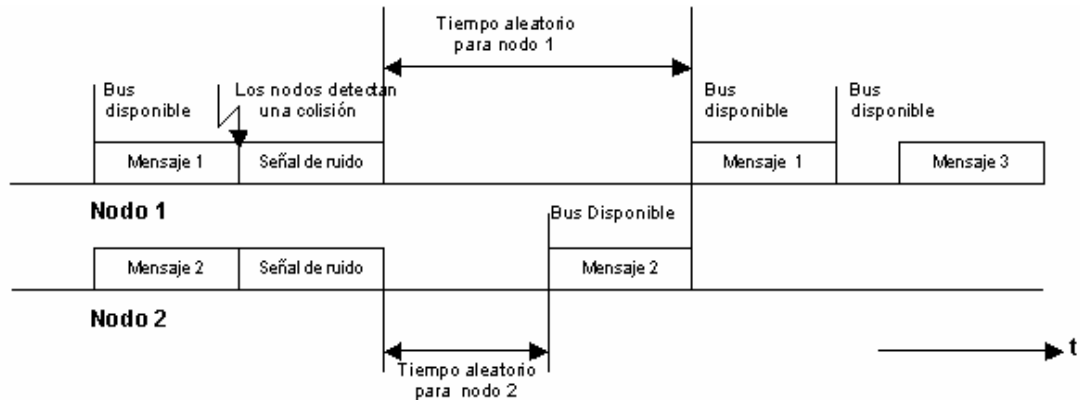 Tiempo aleatorio
para nodo 1
Bus
disponible
Los nodos detectan
una colisión
Bus
disponible
Bus
disponible
Mensaje 1
Señal de ruido
Mensaje 1
Mensaje 3
Nodo 1
Bus Disponible
Mensaje 2
Señal de ruido
Mensaje 2
Nodo 2
t
Tiempo aleatorio
para nodo 2